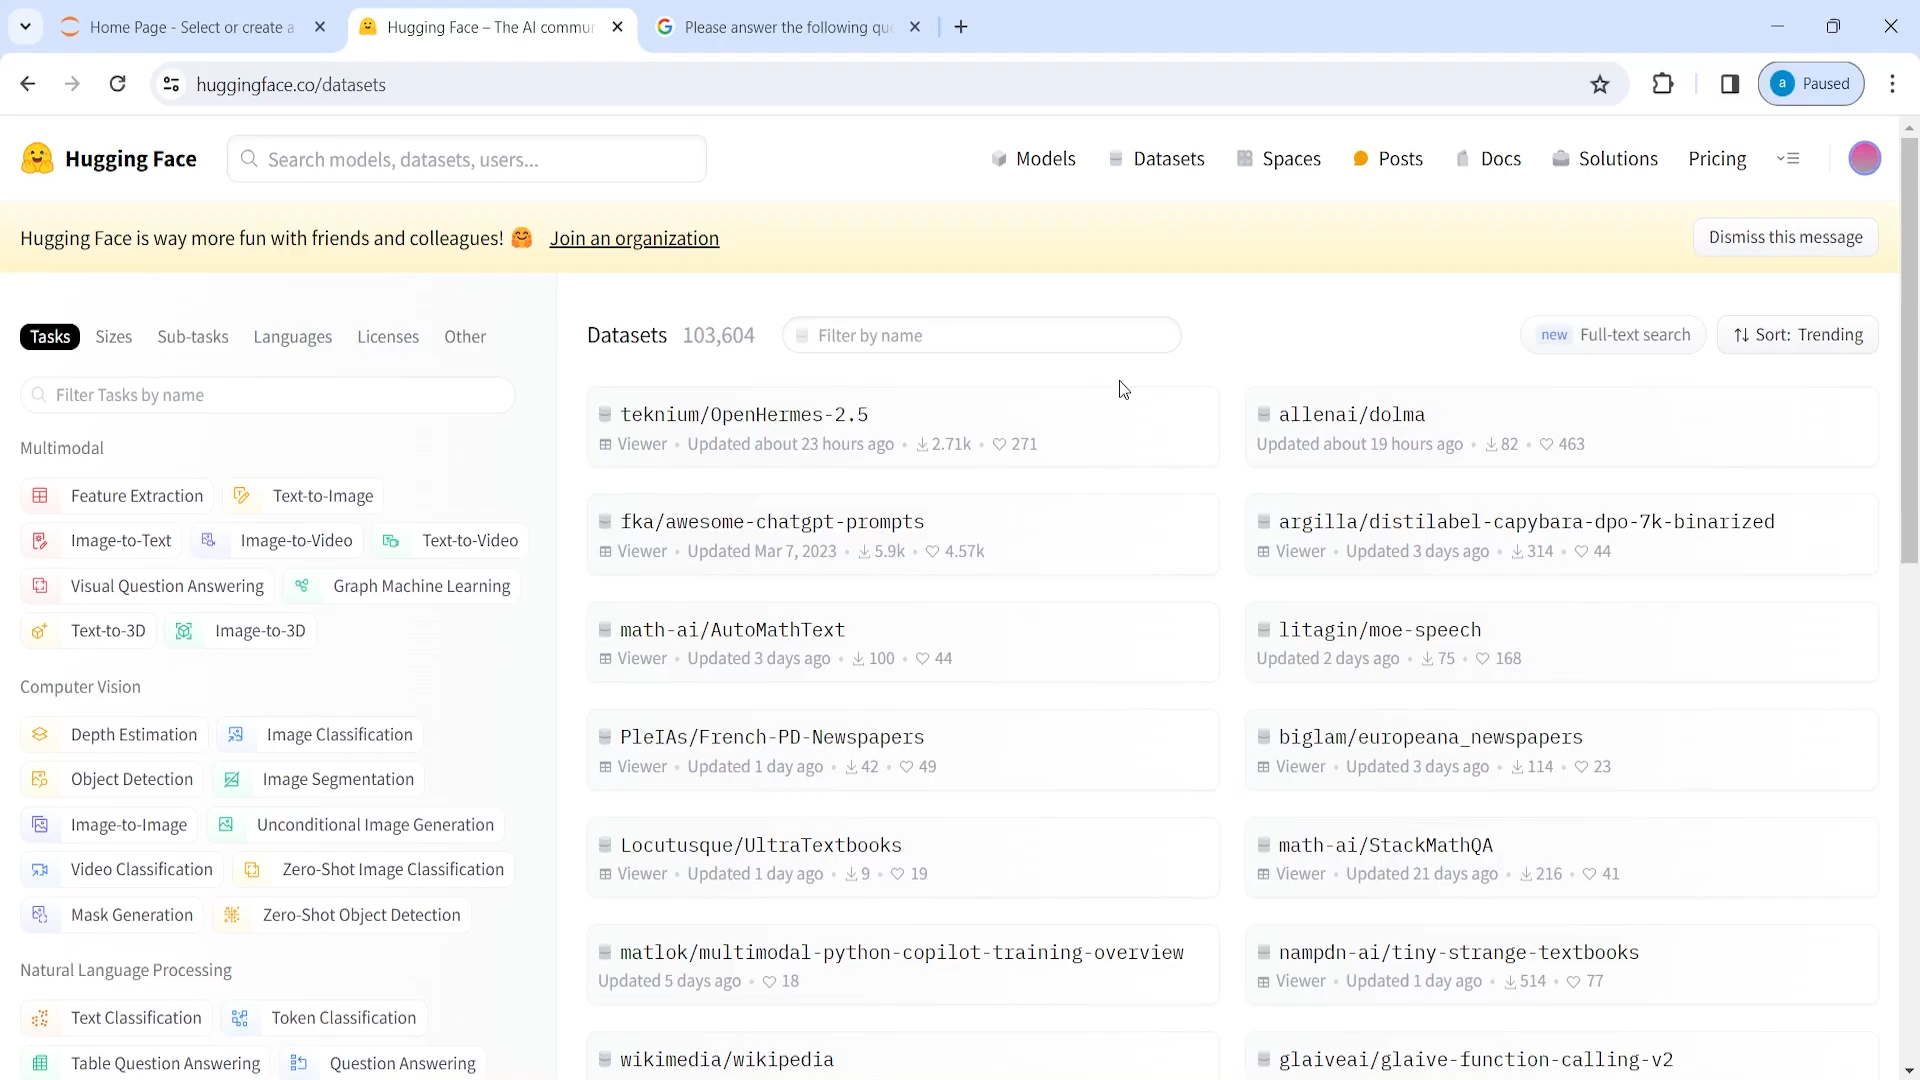 Home Page - Select or create a
Hugging Face – The AI commun
Please answer the following que
huggingface.co/datasets
a Paused
Hugging Face
Search models, datasets, users...
Models
Datasets
Spaces
Posts
Docs
Solutions
Pricing
Hugging Face is way more fun with friends and colleagues! 🤗 Join an organization
Dismiss this message
Tasks Sizes Sub-tasks Languages Licenses Other
Filter Tasks by name
Multimodal
Feature Extraction Text-to-Image
Image-to-Text Image-to-Video Text-to-Video
Visual Question Answering Graph Machine Learning
Text-to-3D Image-to-3D
Computer Vision
Depth Estimation Image Classification
Object Detection Image Segmentation
Image-to-Image Unconditional Image Generation
Video Classification Zero-Shot Image Classification
Mask Generation Zero-Shot Object Detection
Natural Language Processing
Text Classification Token Classification
Table Question Answering Question Answering
Datasets 103,604
Filter by name
new Full-text search
Sort: Trending
teknium/OpenHermes-2.5
Viewer • Updated about 23 hours ago • 2.71k • 271
allenai/dolma
Updated about 19 hours ago • 82 • 463
fka/awesome-chatgpt-prompts
Viewer • Updated Mar 7, 2023 • 5.9k • 4.57k
argilla/distilabel-capybara-dpo-7k-binarized
Viewer • Updated 3 days ago • 314 • 44
math-ai/AutoMathText
Viewer • Updated 3 days ago • 100 • 44
litagin/moe-speech
Updated 2 days ago • 75 • 168
PleIAs/French-PD-Newspapers
Viewer • Updated 1 day ago • 42 • 49
biglam/europeana_newspapers
Viewer • Updated 3 days ago • 114 • 23
Locutusque/UltraTextbooks
Viewer • Updated 1 day ago • 9 • 19
math-ai/StackMathQA
Viewer • Updated 21 days ago • 216 • 41
matlok/multimodal-python-copilot-training-overview
Updated 5 days ago • 18
nampdn-ai/tiny-strange-textbooks
Viewer • Updated 1 day ago • 514 • 77
wikimedia/wikipedia
glaiveai/glaive-function-calling-v2